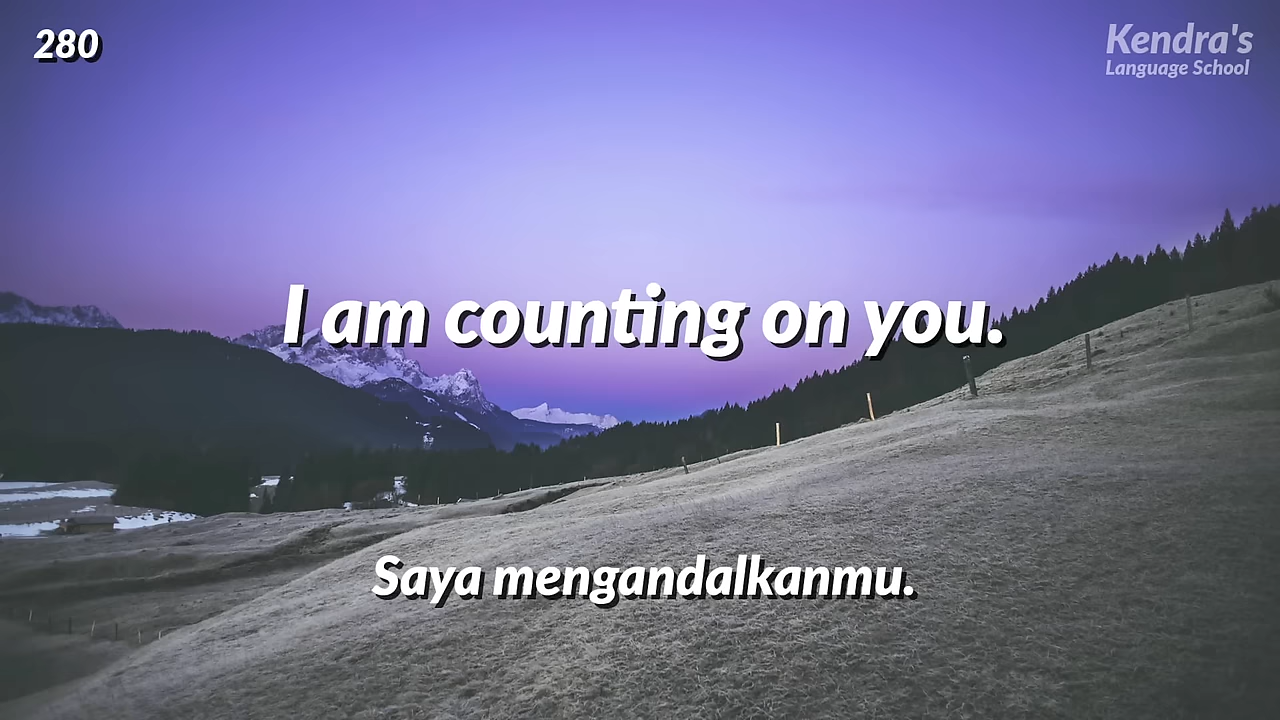 280
Kendra's
Language School
I am counting on you.
Saya mengandalkanmu.